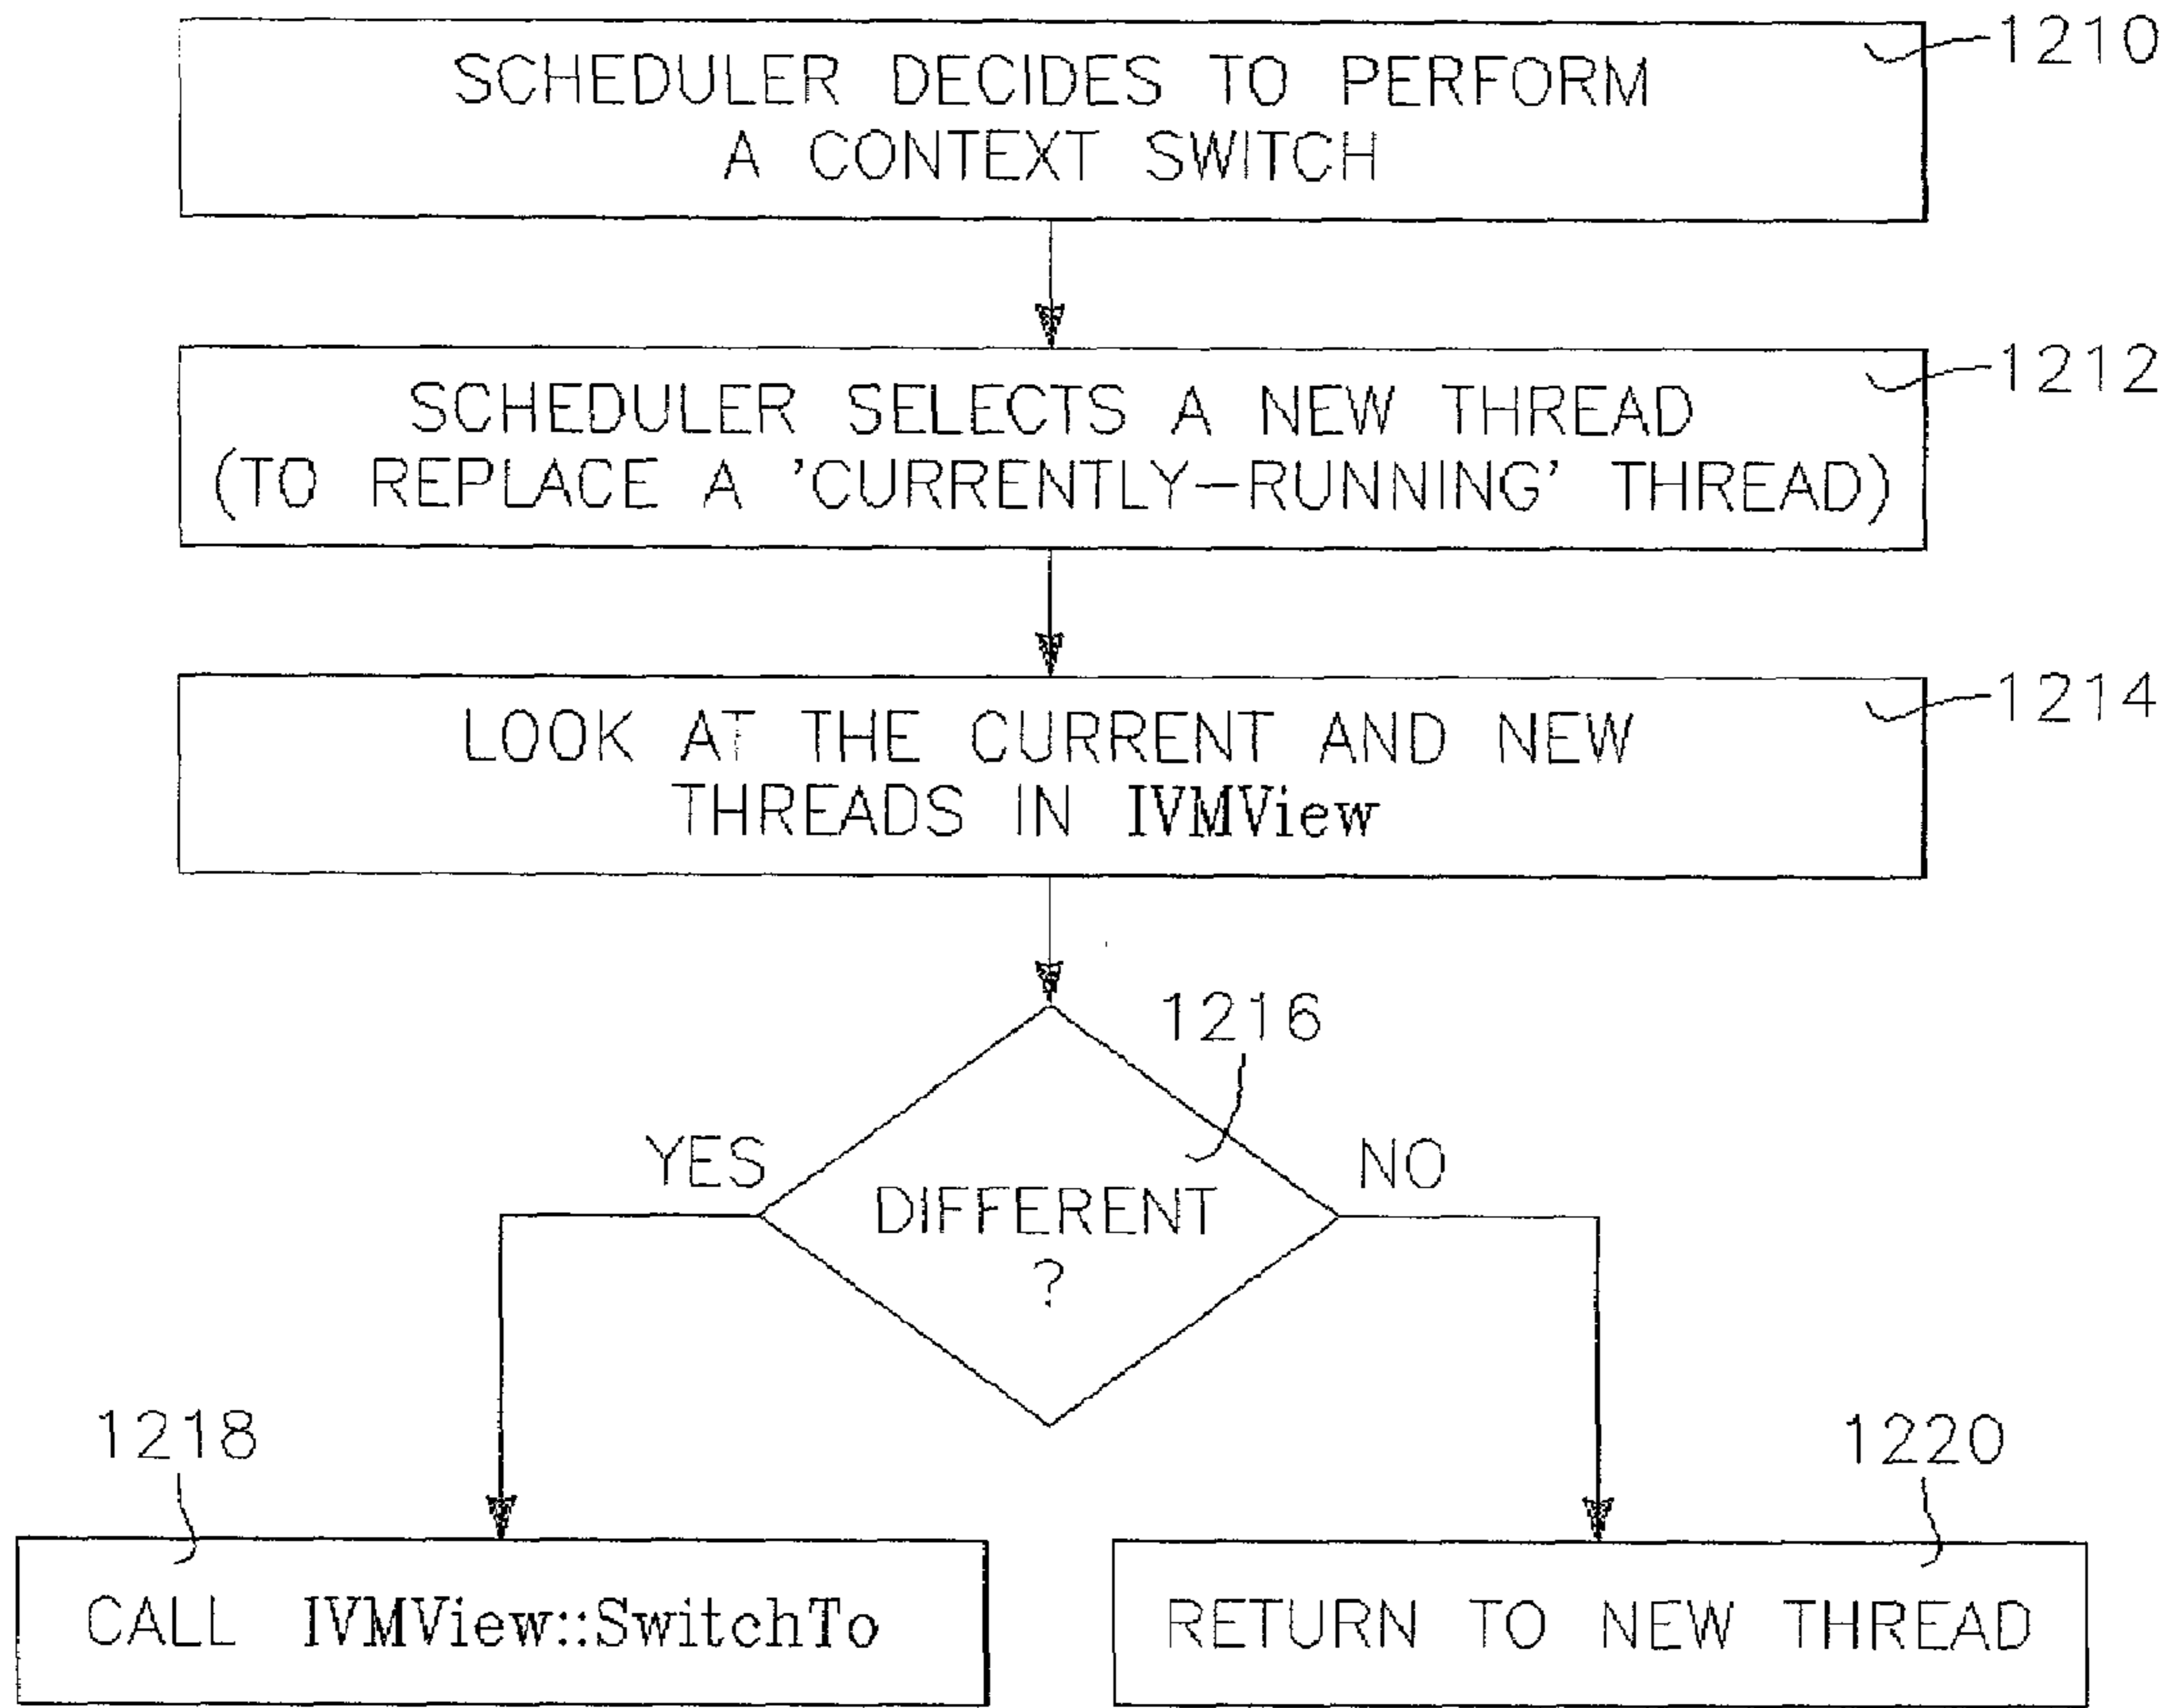 1210
SCHEDULER DECIDES TO PERFORM
A CONTEXT SWITCH
1212
SCHEDULER SELECTS A NEW THREAD
(TO REPLACE A 'CURRENTLY-RUNNING' THREAD)
1214
LOOK AT THE CURRENT AND NEW
THREADS IN IVMView
1216
YES
NO
DIFFERENT
?
1218
1220
CALL IVMView::SwitchTo
RETURN TO NEW THREAD